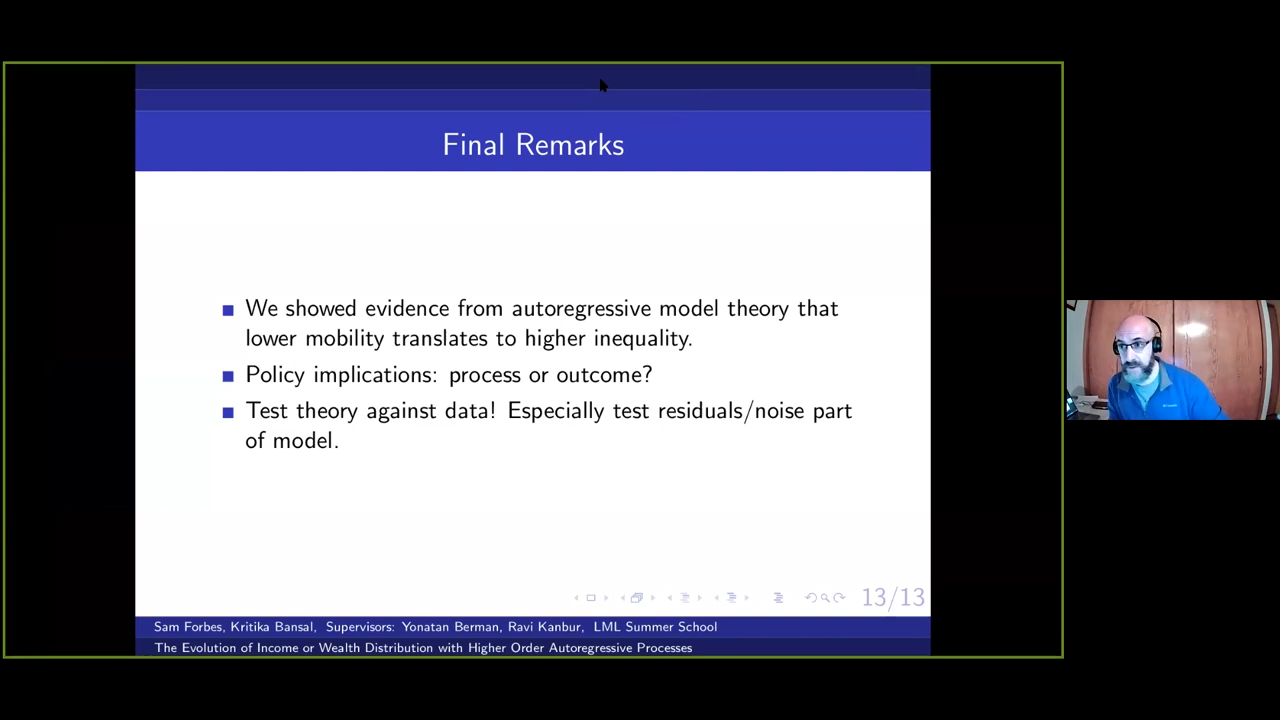 Final Remarks
We showed evidence from autoregressive model theory that
lower mobility translates to higher inequality.
Policy implications: process or outcome?
Test theory against data! Especially test residuals/noise part
of model.
13/13
Sam Forbes, Kritika Bansal, Supervisors: Yonatan Berman, Ravi Kanbur, LML Summer School
The Evolution of Income or Wealth Distribution with Higher Order Autoregressive Processes